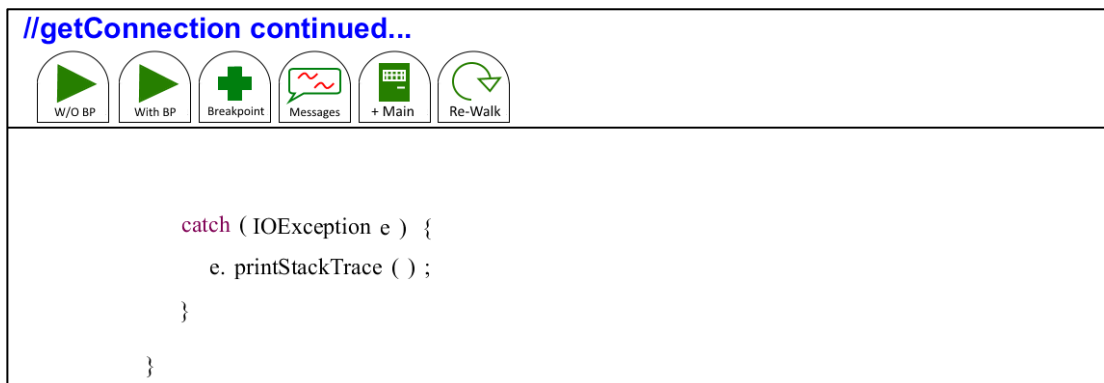 //getConnection continued...
W/O BP With BP Breakpoint Messages + Main Re-Walk
catch ( IOException e ) {
e. printStackTrace ( ) ;
}
}